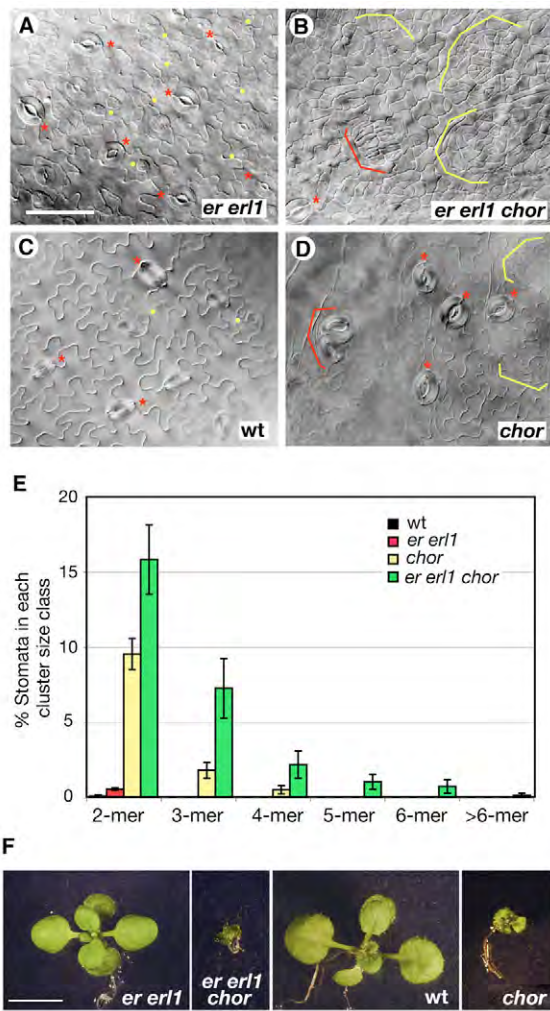 A
er erl1
B
er erl1 chor
C
wt
D
chor
E
% Stomata in each
cluster size class
20
15
10
5
0
wt
er erl1
chor
er erl1 chor
2-mer 3-mer 4-mer 5-mer 6-mer >6-mer
F
er erl1
er erl1
chor
wt
chor